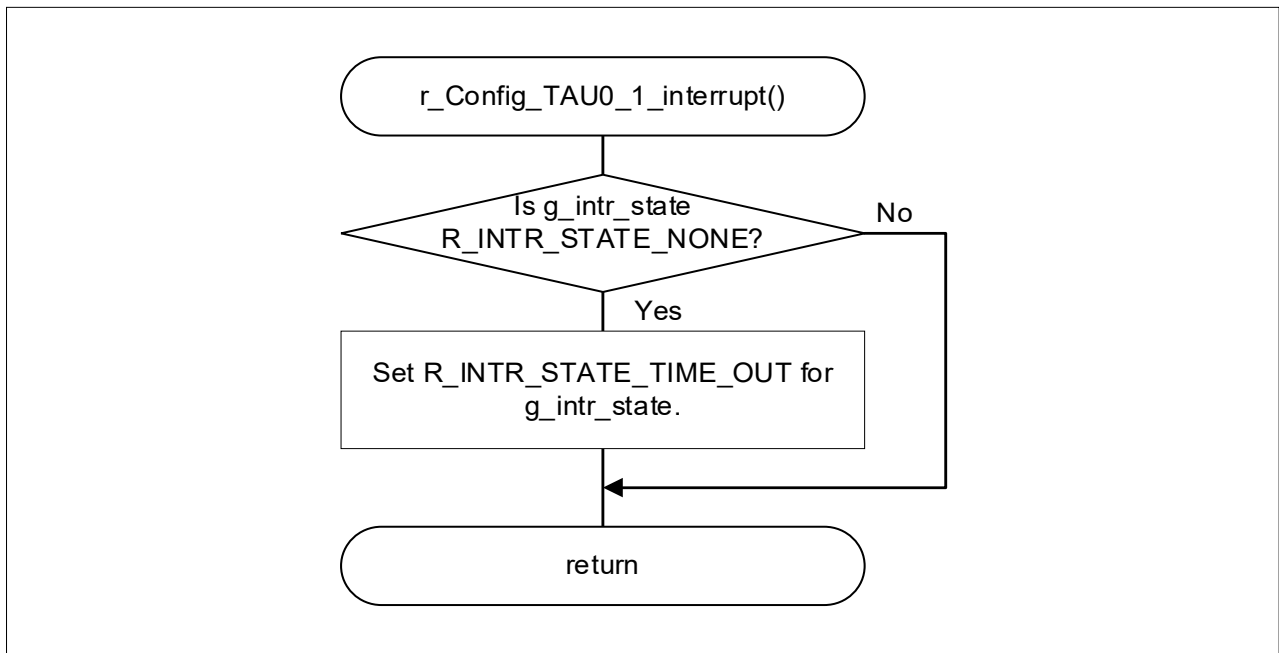 r_Config_TAU0_1_interrupt()
Is g_intr_state
R_INTR_STATE_NONE?
No
Yes
Set R_INTR_STATE_TIME_OUT for
g_intr_state.
return